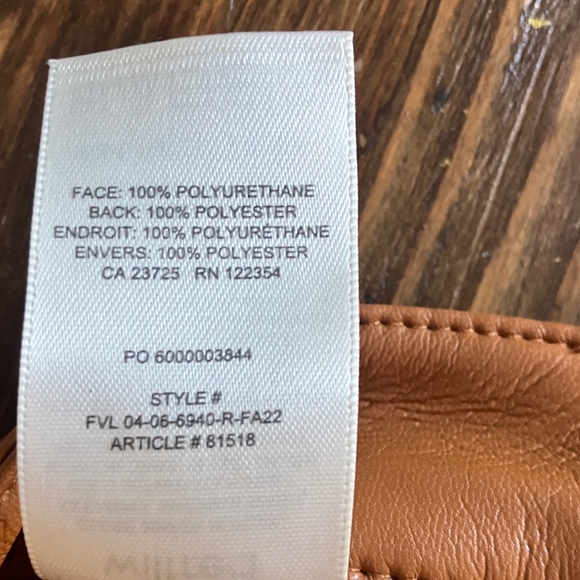 FACE: 100% POLYURETHANE
BACK: 100% POLYESTER
ENDROIT: 100% POLYURÉTHANE
ENVERS: 100% POLYESTER
CA 23725 RN 122354
PO 6000003844
STYLE #
FVL 04-06-6940-R-FA22
ARTICLE # 81518